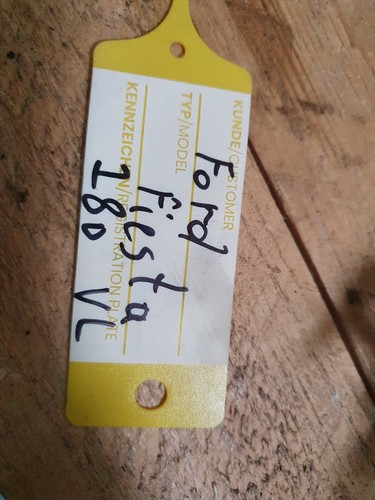 KUNDE/CUSTOMER
Ford
TYP/MODEL
Fiesta
KENNZEICHEN/REGISTRATION PLATE
180 VL